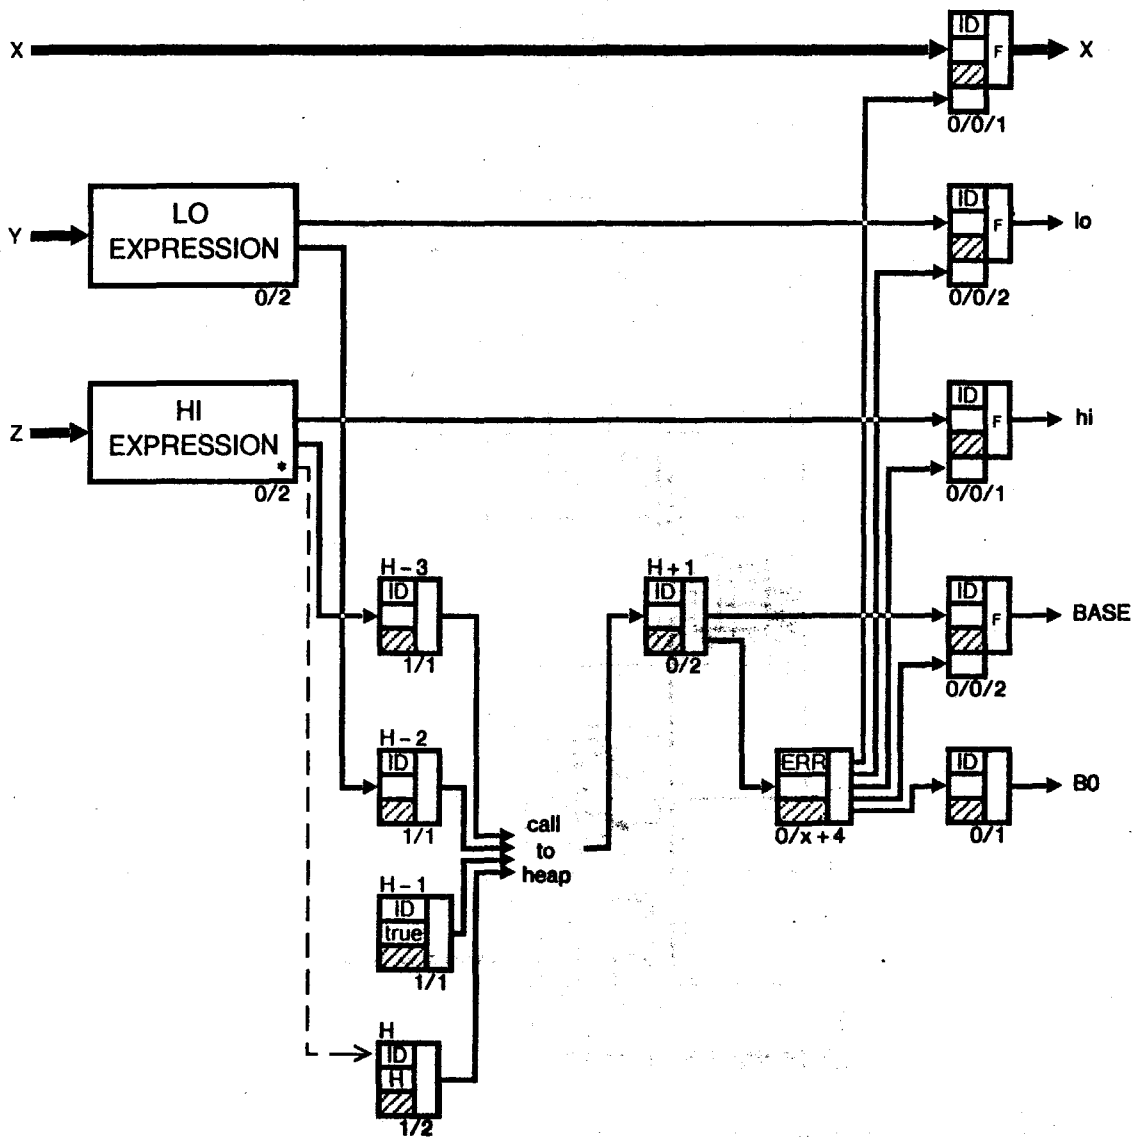 ID
X
F
X
0/0/1
LO
EXPRESSION
Y
0/2
ID
F
lo
0/0/2
HI
EXPRESSION
*
Z
0/2
ID
F
hi
0/0/1
H – 3
ID
1/1
H + 1
ID
0/2
ID
F
BASE
0/0/2
H – 2
ID
1/1
call
to
heap
ERR
0/x + 4
ID
B0
0/1
H – 1
ID
true
1/1
H
ID
H
1/2